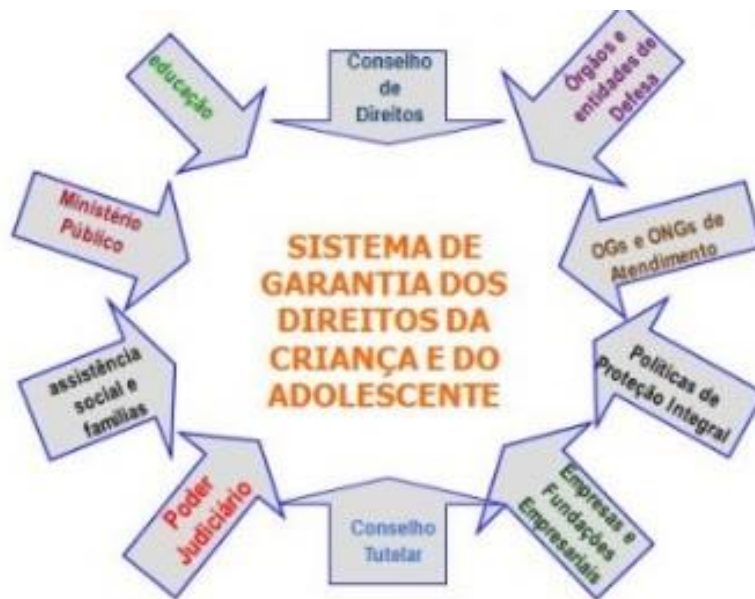 educação
Conselho
de
Direitos
Órgãos e
entidades de
Defesa
Ministério
Público
SISTEMA DE
GARANTIA DOS
DIREITOS DA
CRIANÇA E DO
ADOLESCENTE
OGs e ONGs de
Atendimento
assistência
social e
famílias
Políticas de
Proteção Integral
Poder
Judiciário
Conselho
Tutelar
Empresas e
Fundações
Empresariais